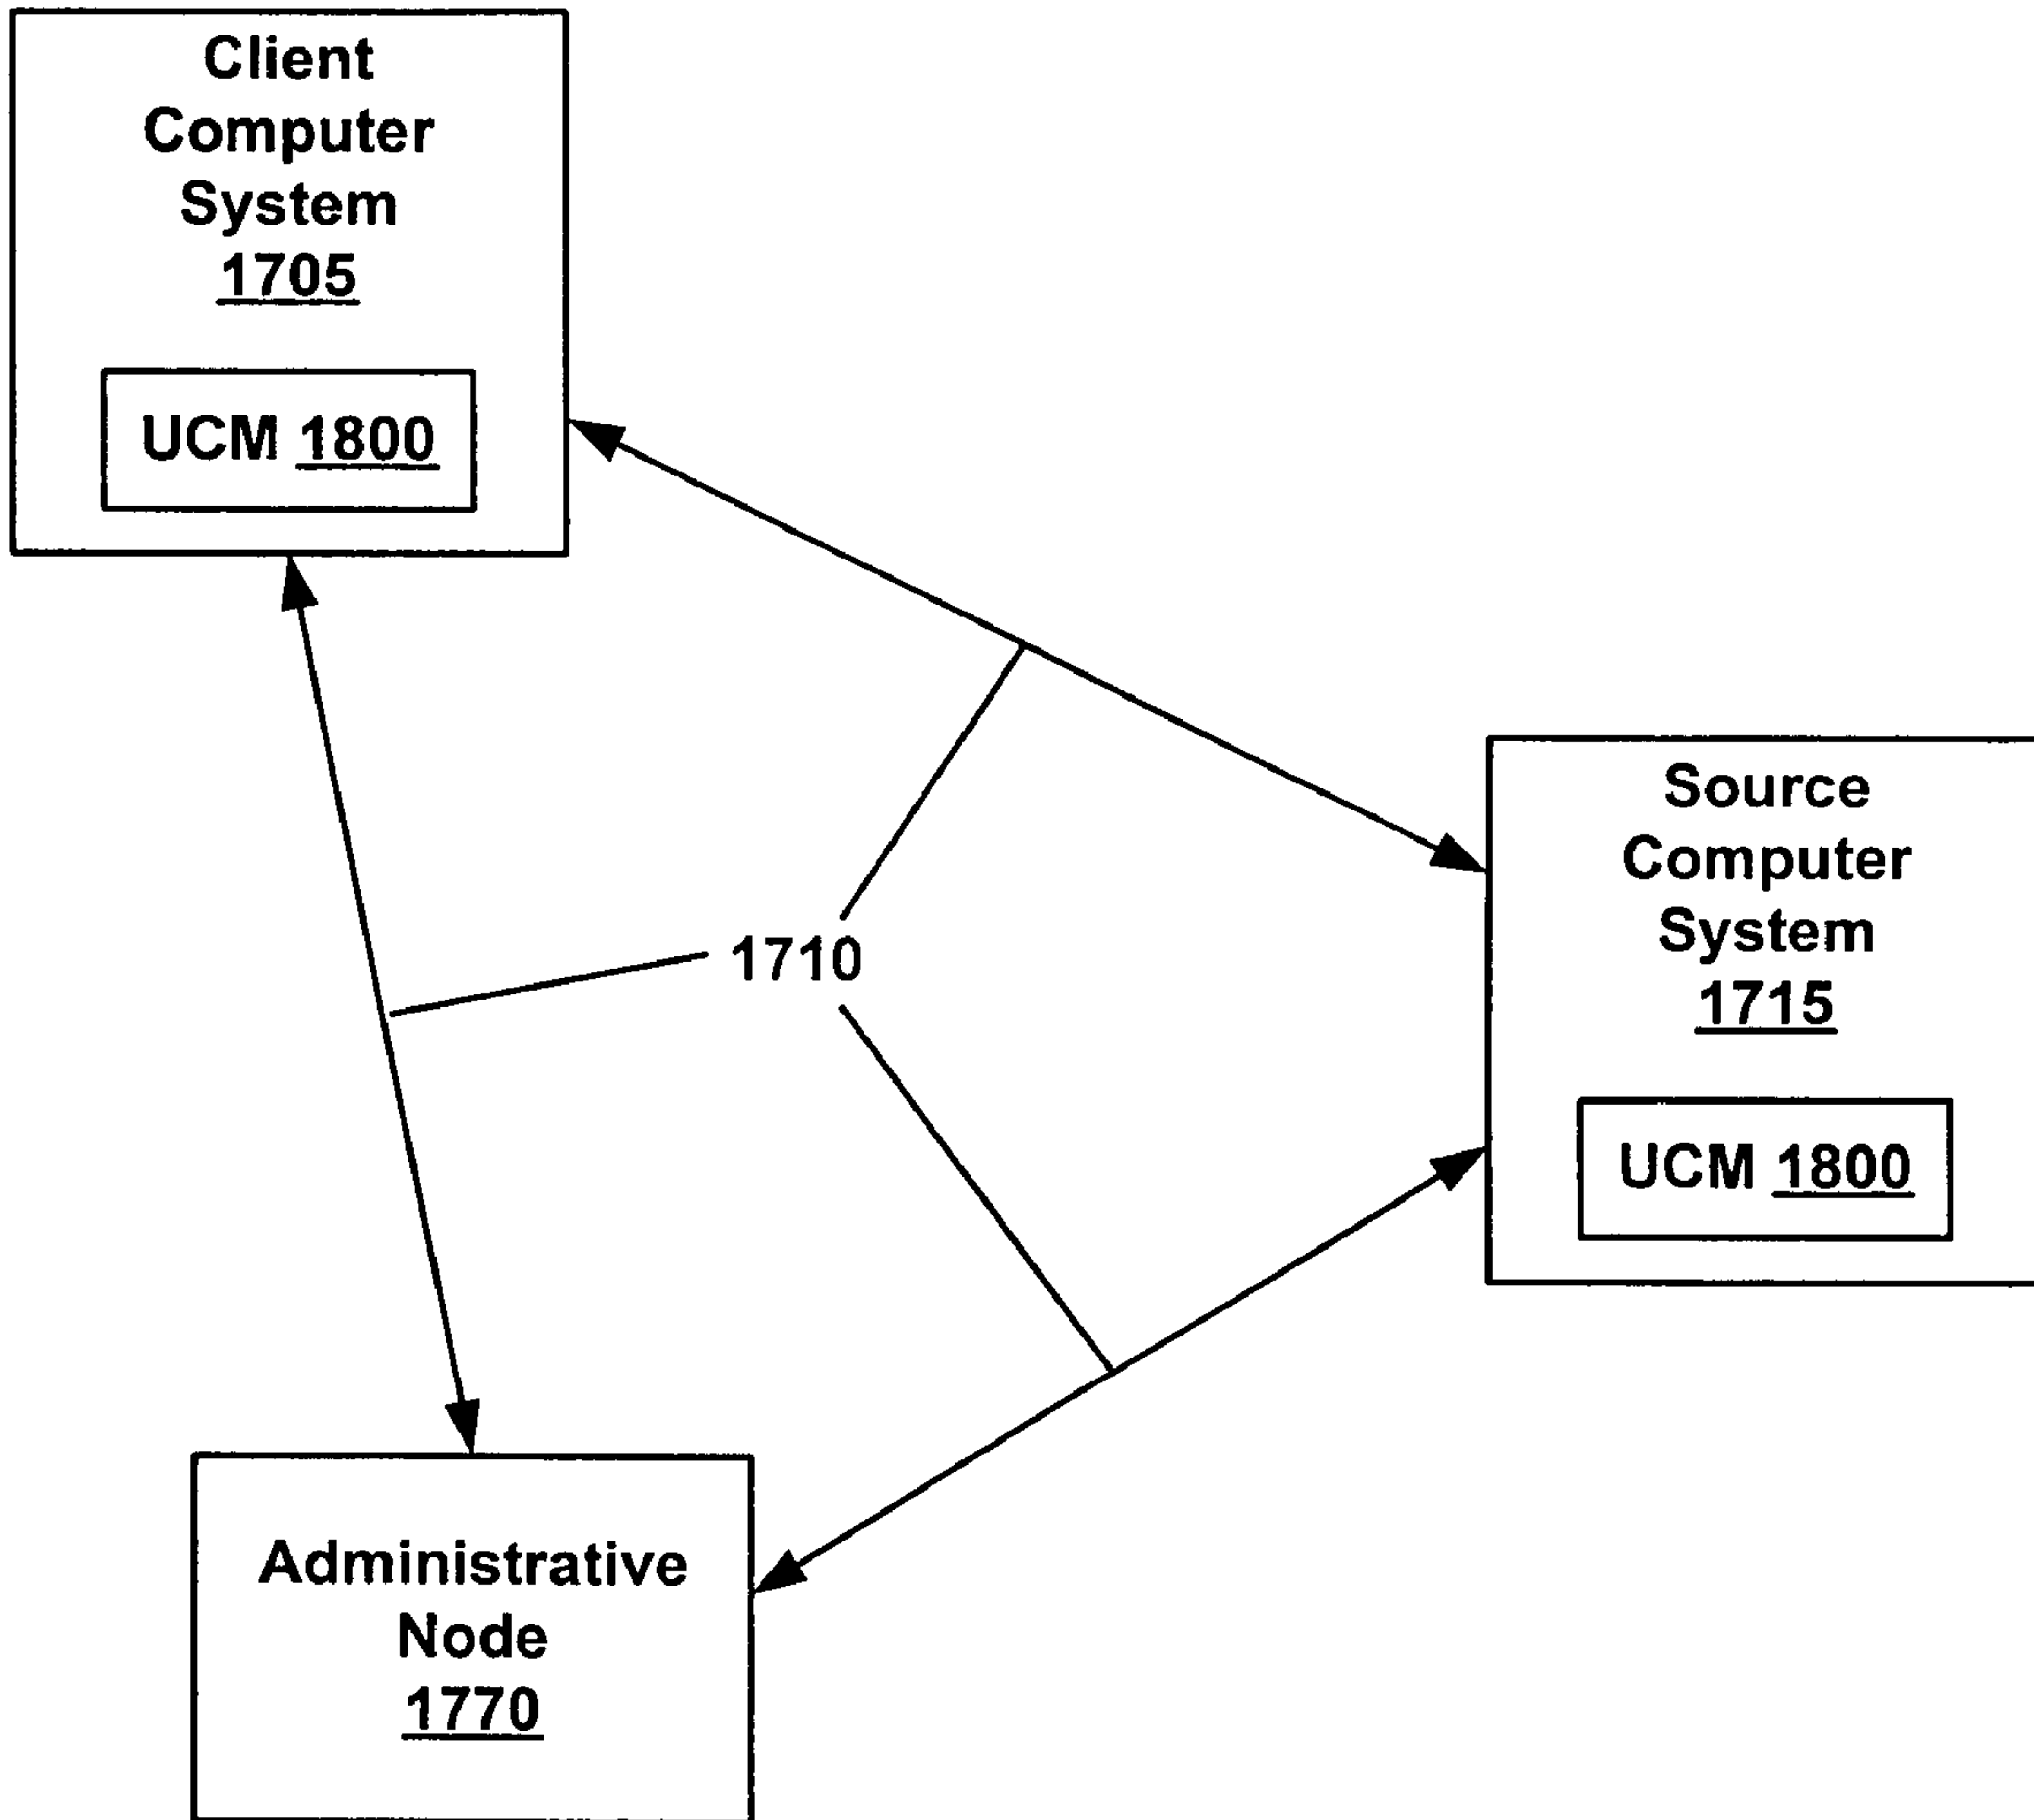 Client
Computer
System
1705
UCM 1800
1710
Source
Computer
System
1715
UCM 1800
Administrative
Node
1770